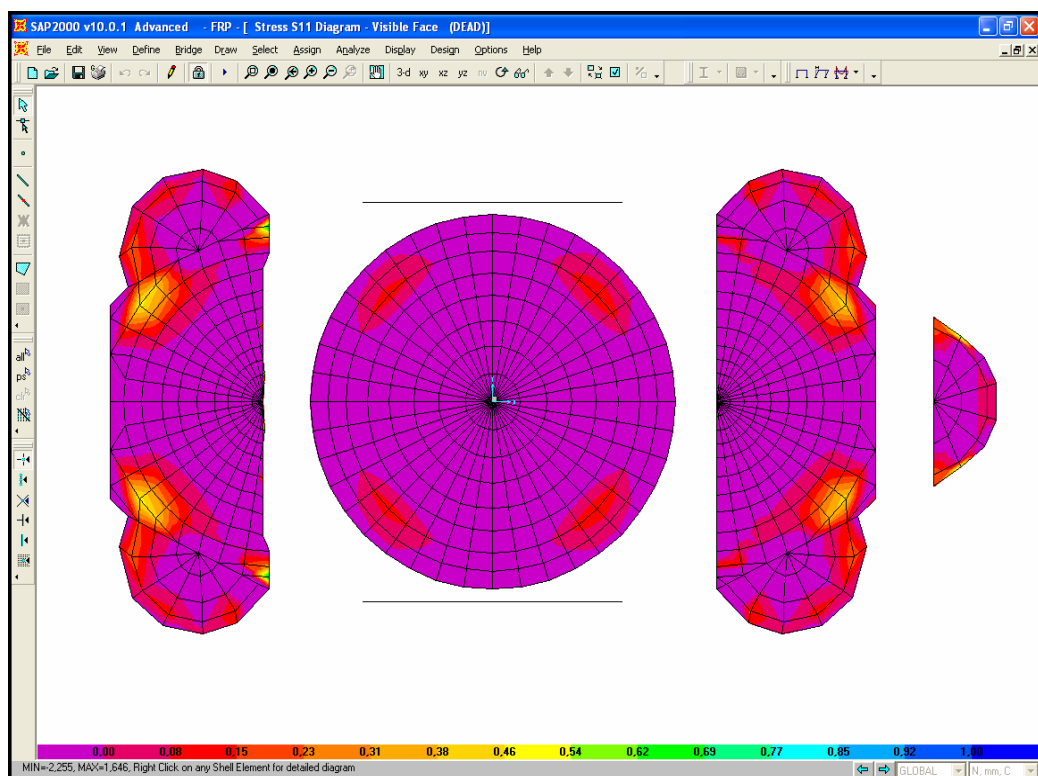 SAP2000 v10.0.1 Advanced - FRP - [ Stress S11 Diagram - Visible Face (DEAD)]
File Edit View Define Bridge Draw Select Assign Analyze Display Design Options Help
3-d xy xz yz nv
all
ps
clr
0,00 0,08 0,15 0,23 0,31 0,38 0,46 0,54 0,62 0,69 0,77 0,85 0,92 1,00
MIN=-2,255, MAX=1,646, Right Click on any Shell Element for detailed diagram
GLOBAL
N, mm, C